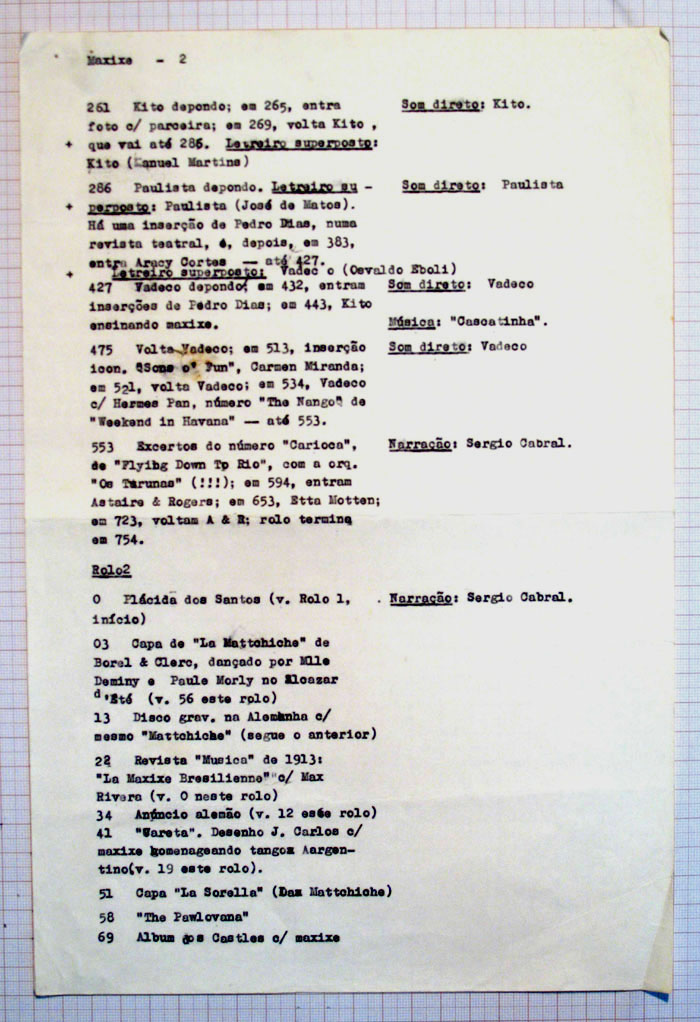 Maxixe - 2
261 Kito depondo; em 265, entra Som direto: Kito.
foto c/ parceira; em 269, volta Kito ,
+ que vai até 286. Letreiro superposto:
Kito (Manuel Martins)
286 Paulista depondo. Letreiro su - Som direto: Paulista
+ perposto: Paulista (José de Matos).
Há uma inserção de Pedro Dias, numa
revista teatral, é, depois, em 383,
entra Aracy Cortes — até 427.
+ Letreiro superposto: Vadec o (Osvaldo Eboli)
427 Vadeco depondo; em 432, entram Som direto: Vadeco
inserções de Pedro Dias; em 443, Kito
ensinando maxixe. Música: "Cascatinha".
475 Volta Vadeco; em 513, inserção Som direto: Vadeco
icon. "Sons o' Fun", Carmen Miranda;
em 521, volta Vadeco; em 534, Vadeco
c/ Hermes Pan, número "The Nango" de
"Weekend in Havana" — até 553.
553 Excertos do número "Carioca", Narração: Sergio Cabral.
de "Flyibg Down Tp Rio", com a orq.
"Os Turunas" (!!!); em 594, entram
Astaire & Rogers; em 653, Etta Motten;
em 723, voltam A & R; rolo termina
em 754.
Rolo2
0 Plácida dos Santos (v. Rolo 1, . Narração: Sergio Cabral.
início)
03 Capa de "La Mattchiche" de
Borel & Clerc, dançado por Mlle
Deminy e Paule Morly no Alcazar
d'Été (v. 56 este rolo)
13 Disco grav. na Alemanha c/
mesmo "Mattchiche" (segue o anterior)
22 Revista "Musica" de 1913:
"La Maxixe Bresilienne" c/ Max
Rivera (v. 0 neste rolo)
34 Anúncio alemão (v. 12 este rolo)
41 "Careta". Desenho J. Carlos c/
maxixe homenageando tangox Aargen-
tino(v. 19 este rolo).
51 Capa "La Sorella" (Das Mattchiche)
58 "The Pawlovana"
69 Album dos Castles c/ maxixe